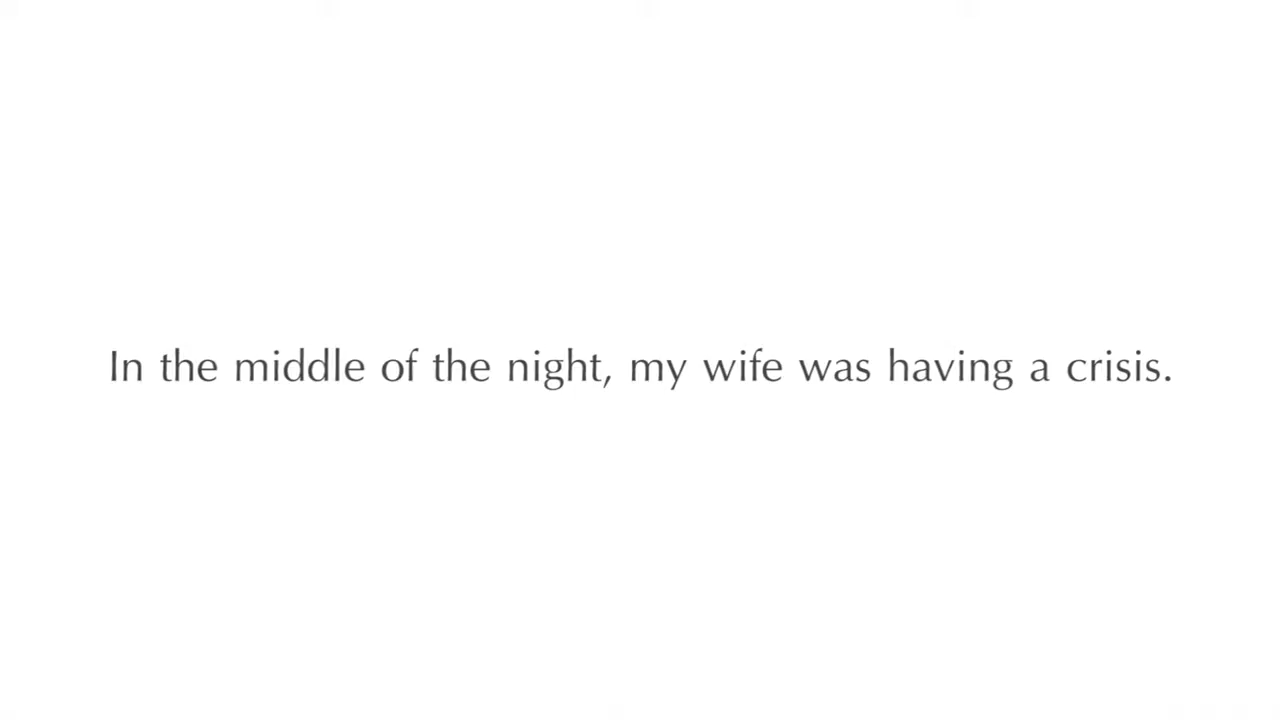 In the middle of the night, my wife was having a crisis.